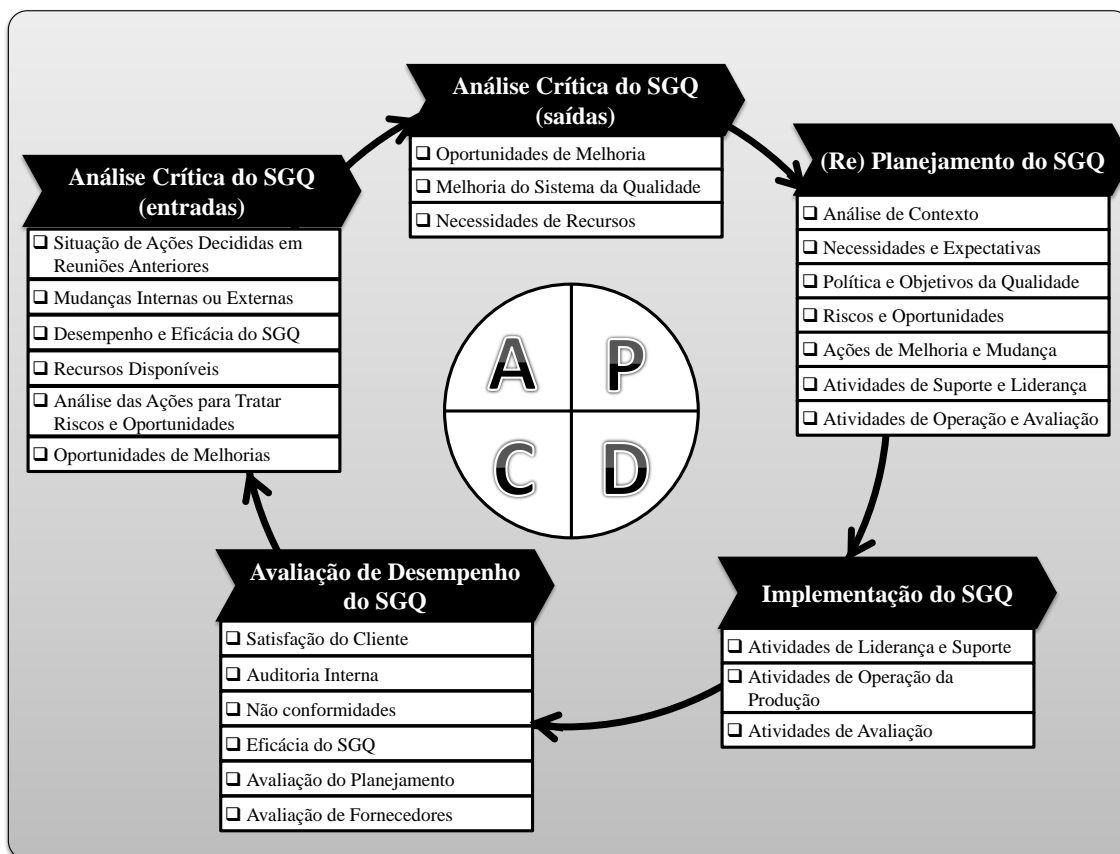 Análise Crítica do SGQ
(saídas)
❑ Oportunidades de Melhoria
❑ Melhoria do Sistema da Qualidade
❑ Necessidades de Recursos
(Re) Planejamento do SGQ
❑ Análise de Contexto
❑ Necessidades e Expectativas
❑ Política e Objetivos da Qualidade
❑ Riscos e Oportunidades
❑ Ações de Melhoria e Mudança
❑ Atividades de Suporte e Liderança
❑ Atividades de Operação e Avaliação
Implementação do SGQ
❑ Atividades de Liderança e Suporte
❑ Atividades de Operação da
Produção
❑ Atividades de Avaliação
Avaliação de Desempenho
do SGQ
❑ Satisfação do Cliente
❑ Auditoria Interna
❑ Não conformidades
❑ Eficácia do SGQ
❑ Avaliação do Planejamento
❑ Avaliação de Fornecedores
Análise Crítica do SGQ
(entradas)
❑ Situação de Ações Decididas em
Reuniões Anteriores
❑ Mudanças Internas ou Externas
❑ Desempenho e Eficácia do SGQ
❑ Recursos Disponíveis
❑ Análise das Ações para Tratar
Riscos e Oportunidades
❑ Oportunidades de Melhorias
A P
C D